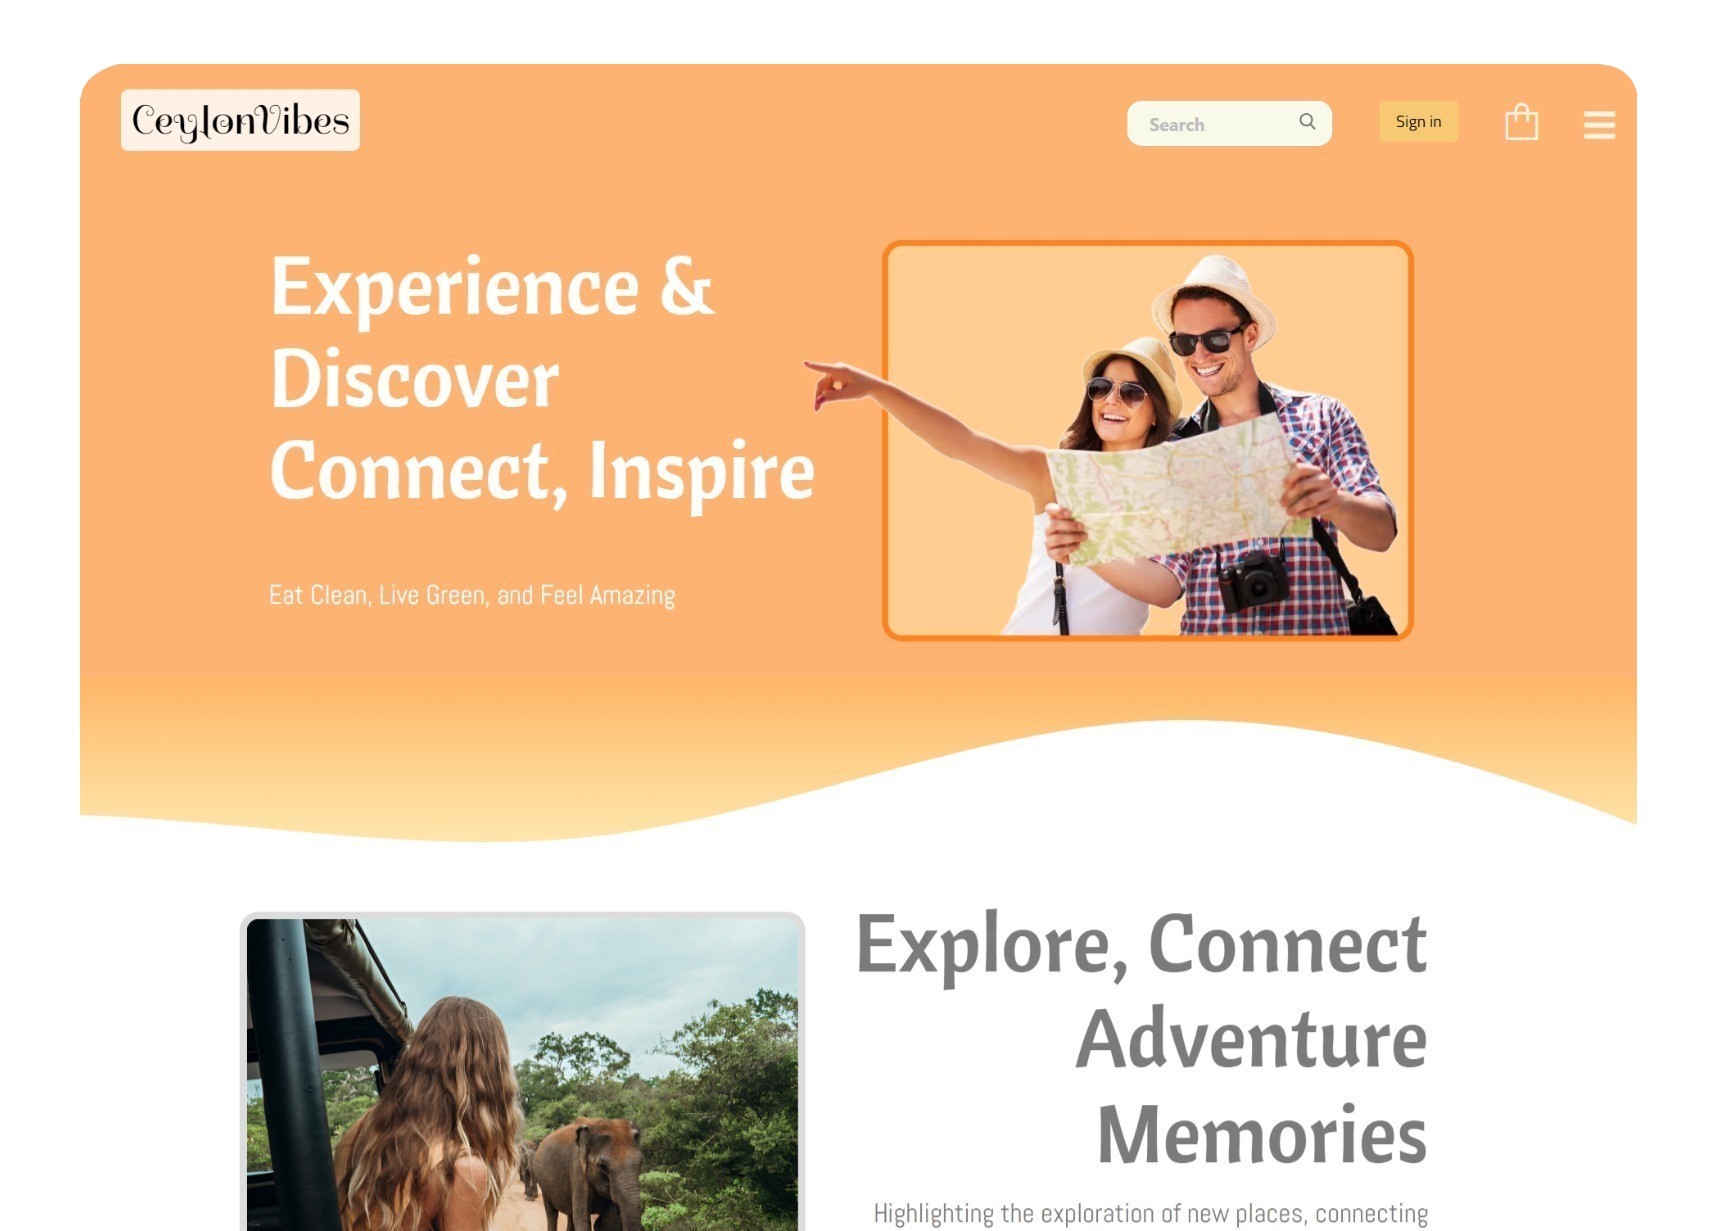 CeylonVibes
Search
Sign in
Experience &
Discover
Connect, Inspire
Eat Clean, Live Green, and Feel Amazing
Explore, Connect
Adventure
Memories
Highlighting the exploration of new places, connecting